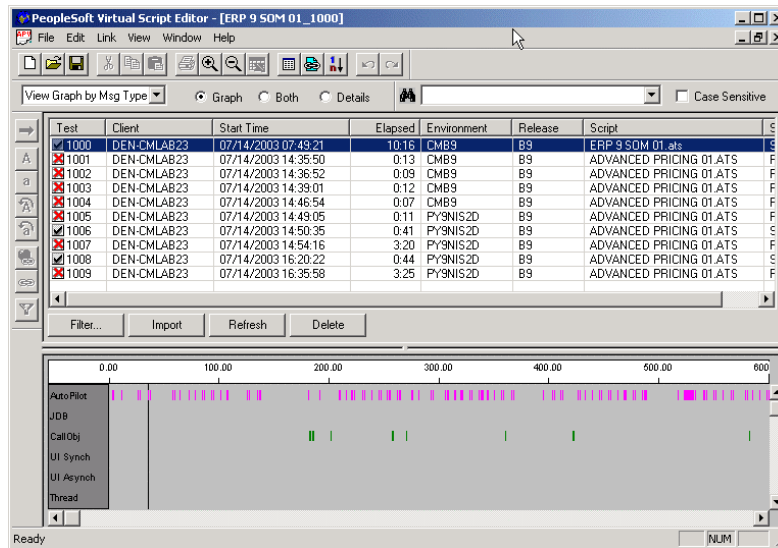 PeopleSoft Virtual Script Editor - [ERP 9 SOM 01_1000]
File Edit Link View Window Help
View Graph by Msg Type Graph Both Details Case Sensitive
Test Client Start Time Elapsed Environment Release Script S
1000 DEN-CMLAB23 07/14/2003 07:49:21 10:16 CMB9 B9 ERP 9 SOM 01.ats S
1001 DEN-CMLAB23 07/14/2003 14:35:50 0:13 CMB9 B9 ADVANCED PRICING 01.ATS F
1002 DEN-CMLAB23 07/14/2003 14:36:52 0:09 CMB9 B9 ADVANCED PRICING 01.ATS F
1003 DEN-CMLAB23 07/14/2003 14:39:01 0:12 CMB9 B9 ADVANCED PRICING 01.ATS F
1004 DEN-CMLAB23 07/14/2003 14:46:54 0:07 CMB9 B9 ADVANCED PRICING 01.ATS F
1005 DEN-CMLAB23 07/14/2003 14:49:05 0:11 PY9NIS2D B9 ADVANCED PRICING 01.ATS F
1006 DEN-CMLAB23 07/14/2003 14:50:35 0:41 PY9NIS2D B9 ADVANCED PRICING 01.ATS S
1007 DEN-CMLAB23 07/14/2003 14:54:16 3:20 PY9NIS2D B9 ADVANCED PRICING 01.ATS F
1008 DEN-CMLAB23 07/14/2003 16:20:22 0:44 PY9NIS2D B9 ADVANCED PRICING 01.ATS S
1009 DEN-CMLAB23 07/14/2003 16:35:58 3:25 PY9NIS2D B9 ADVANCED PRICING 01.ATS F
Filter... Import Refresh Delete
0.00 100.00 200.00 300.00 400.00 500.00 600
AutoPilot
JDB
CallObj
UI Synch
UI Asynch
Thread
Ready NUM